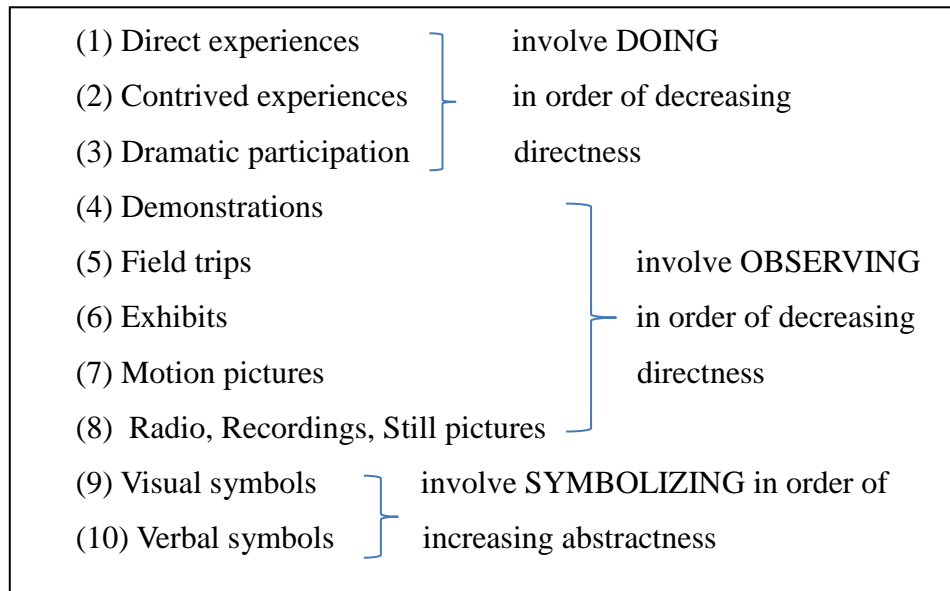 (1) Direct experiences involve DOING
(2) Contrived experiences in order of decreasing
(3) Dramatic participation directness
(4) Demonstrations
(5) Field trips involve OBSERVING
(6) Exhibits in order of decreasing
(7) Motion pictures directness
(8) Radio, Recordings, Still pictures
(9) Visual symbols involve SYMBOLIZING in order of
(10) Verbal symbols increasing abstractness